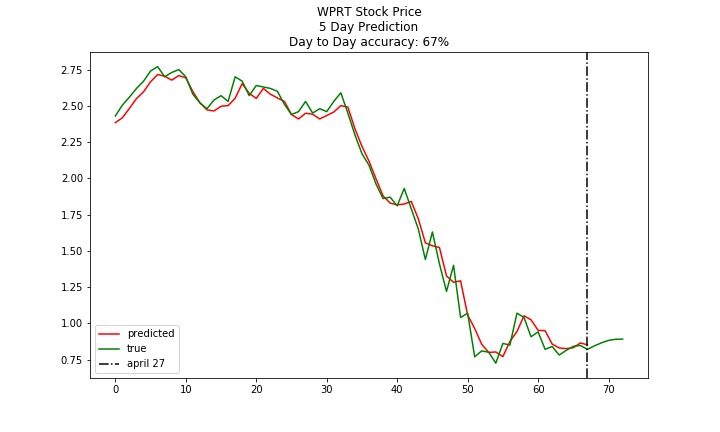 WPRT Stock Price
5 Day Prediction
Day to Day accuracy: 67%
2.75
2.50
2.25
2.00
1.75
1.50
1.25
1.00
0.75
predicted
true
april 27
0 10 20 30 40 50 60 70